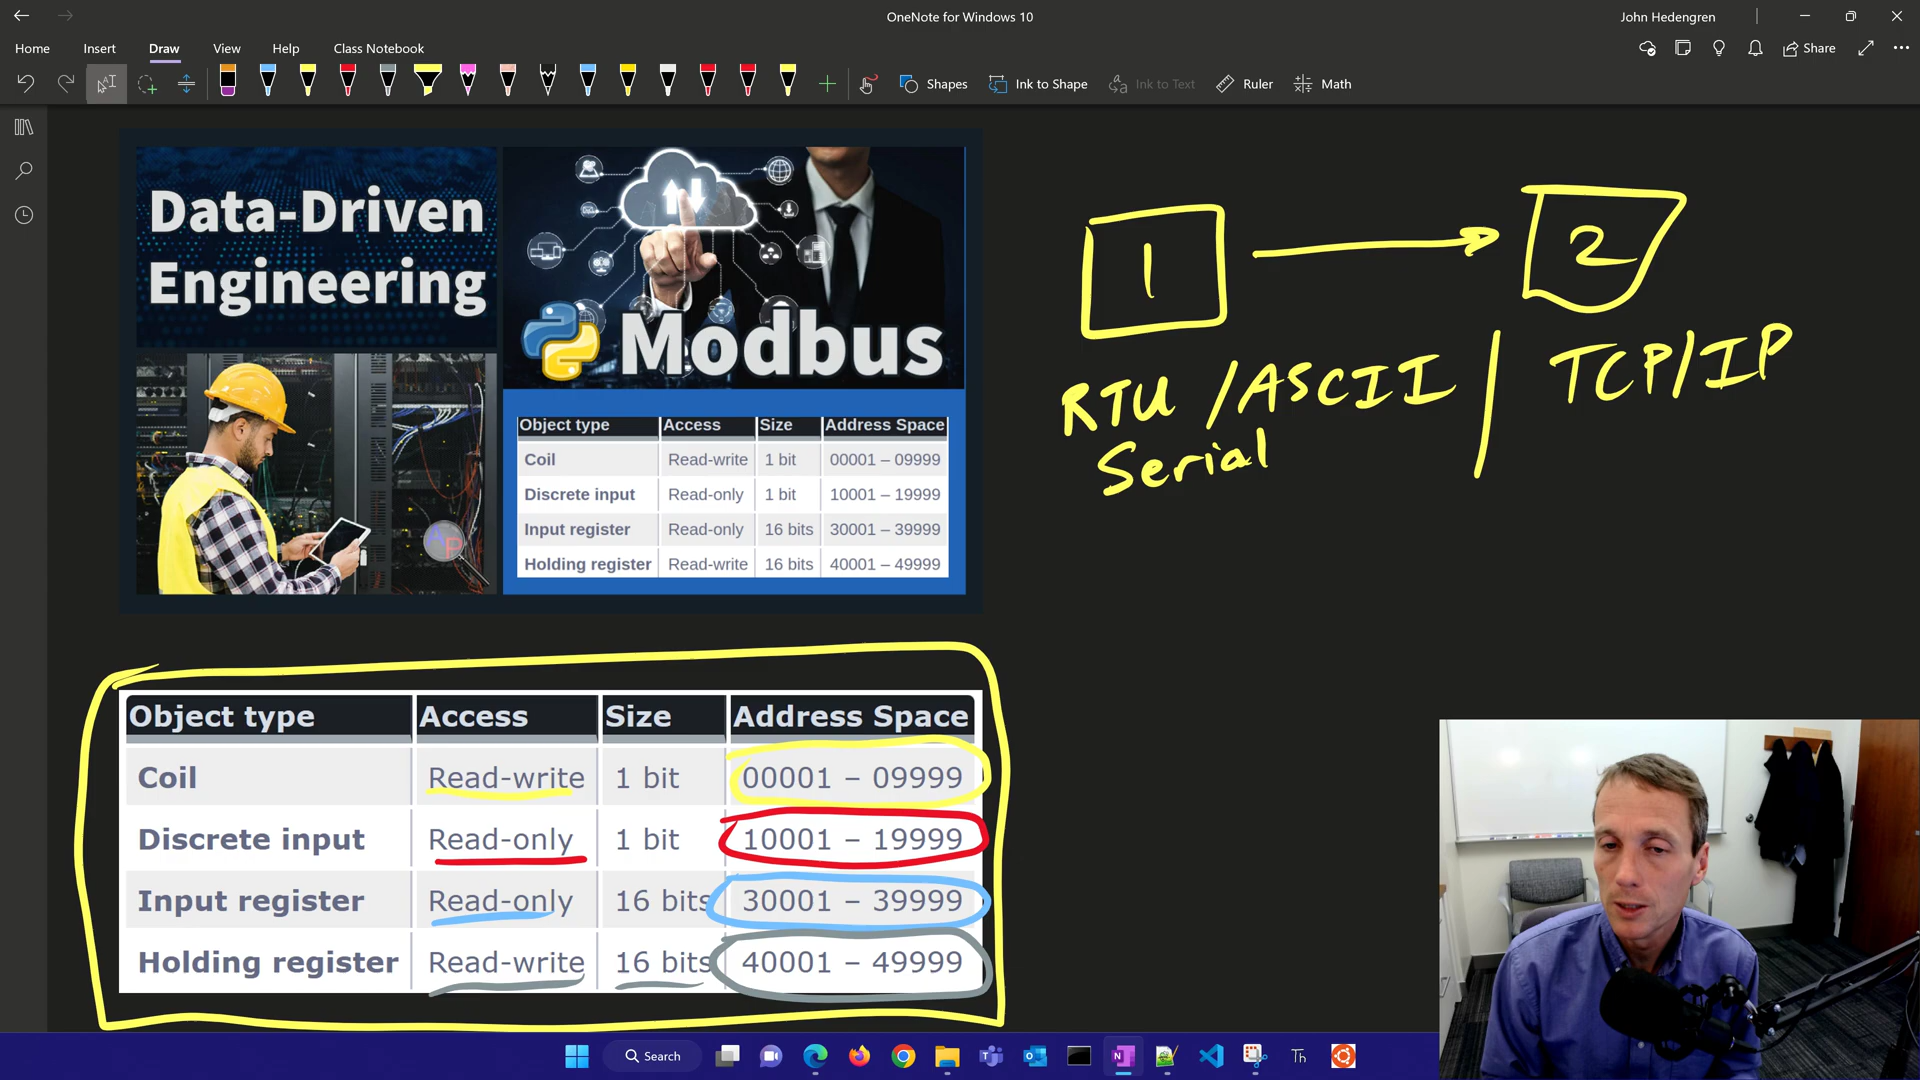 OneNote for Windows 10
John Hedengren
Home Insert Draw View Help Class Notebook
Share
Shapes Ink to Shape Ink to Text Ruler Math
Data-Driven
Engineering
Modbus
Object type Access Size Address Space
Coil Read-write 1 bit 00001 – 09999
Discrete input Read-only 1 bit 10001 – 19999
Input register Read-only 16 bits 30001 – 39999
Holding register Read-write 16 bits 40001 – 49999
AP
1
2
RTU /ASCII / TCP/IP
Serial
Object type Access Size Address Space
Coil Read-write 1 bit 00001 – 09999
Discrete input Read-only 1 bit 10001 – 19999
Input register Read-only 16 bits 30001 – 39999
Holding register Read-write 16 bits 40001 – 49999
Search
Th